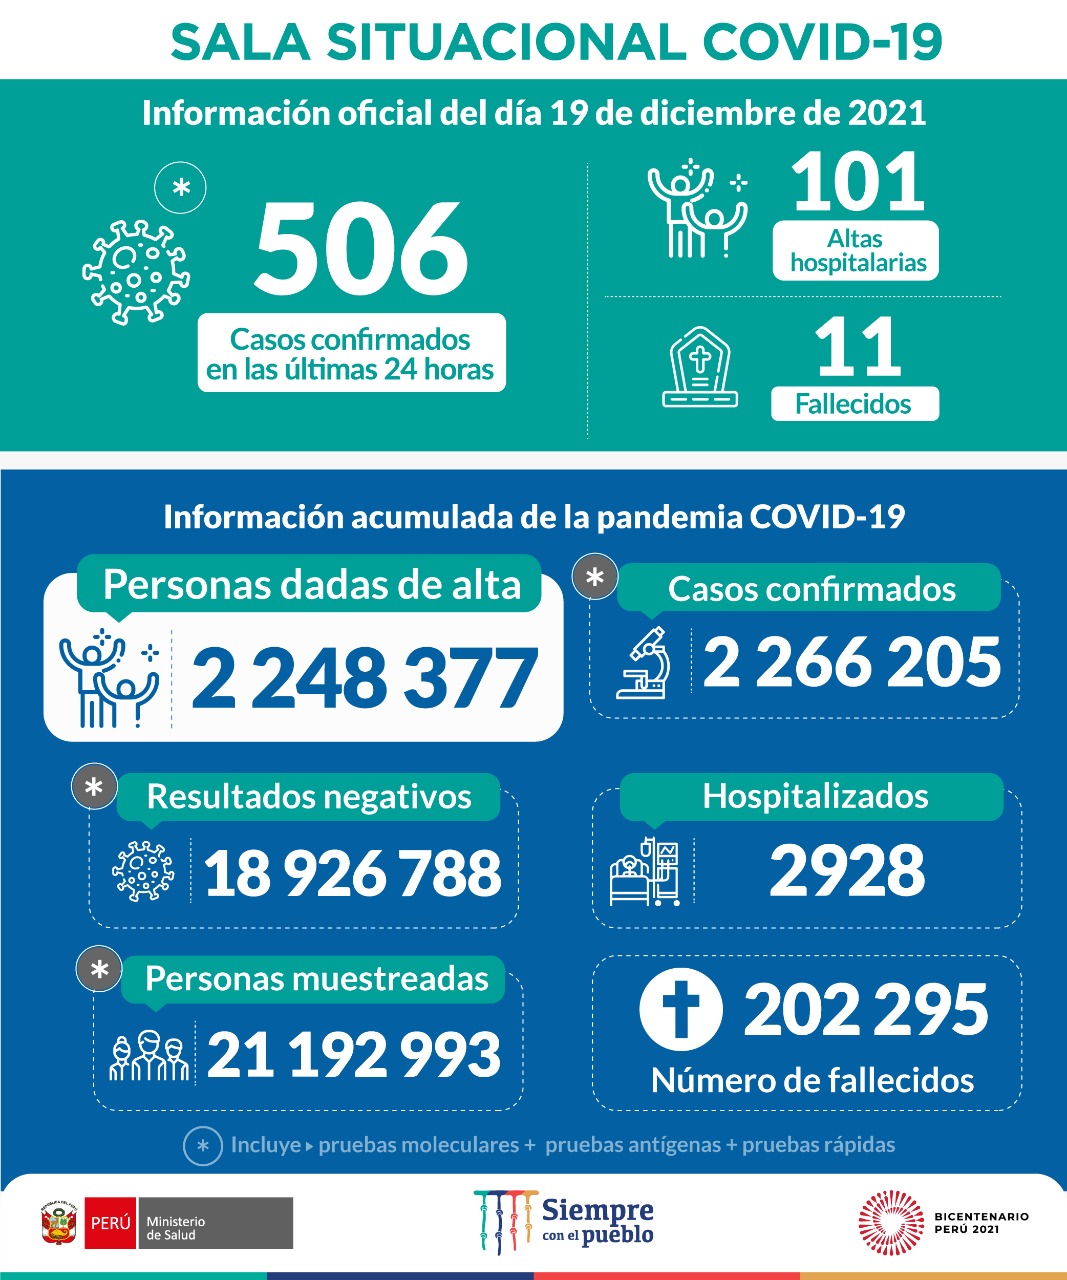 SALA SITUACIONAL COVID-19
Información oficial del día 19 de diciembre de 2021
*
506
Casos confirmados
en las últimas 24 horas
101
Altas
hospitalarias
11
Fallecidos
Información acumulada de la pandemia COVID-19
Personas dadas de alta
2 248 377
*
Casos confirmados
2 266 205
*
Resultados negativos
18 926 788
Hospitalizados
2928
*
Personas muestreadas
21 192 993
202 295
Número de fallecidos
* Incluye ▸ pruebas moleculares + pruebas antígenas + pruebas rápidas
PERÚ
Ministerio
de Salud
Siempre
con el pueblo
BICENTENARIO
PERÚ 2021